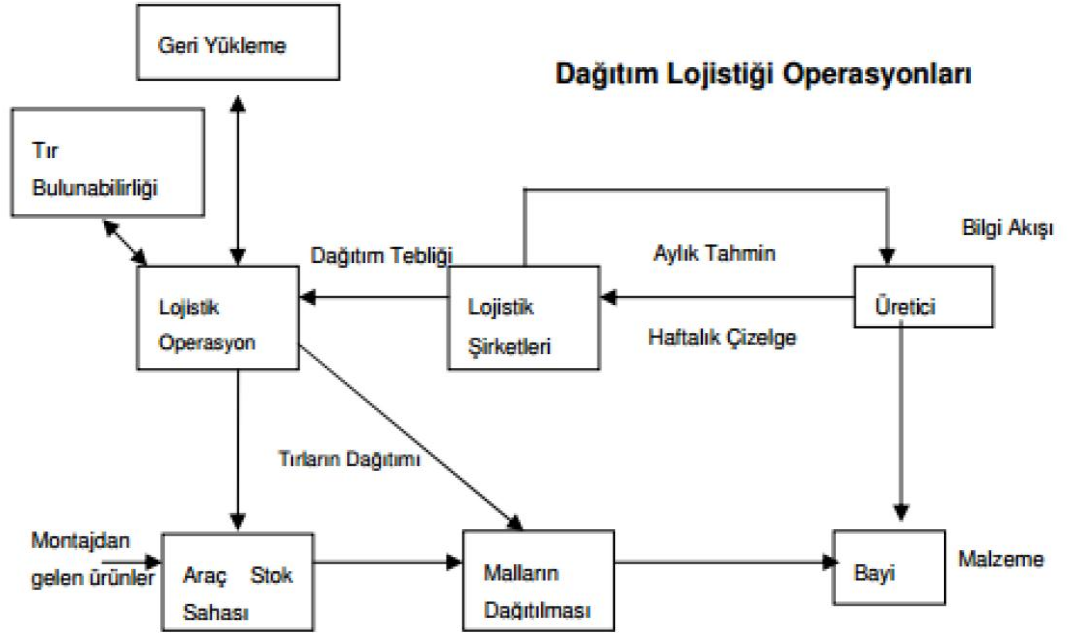 Geri Yükleme
Dağıtım Lojistiği Operasyonları
Tır
Bulunabilirliği
Bilgi Akışı
Dağıtım Tebliği
Aylık Tahmin
Lojistik
Operasyon
Lojistik
Şirketleri
Üretici
Haftalık Çizelge
Tırların Dağıtımı
Montajdan
gelen ürünler
Araç Stok
Sahası
Malların
Dağıtılması
Bayi
Malzeme